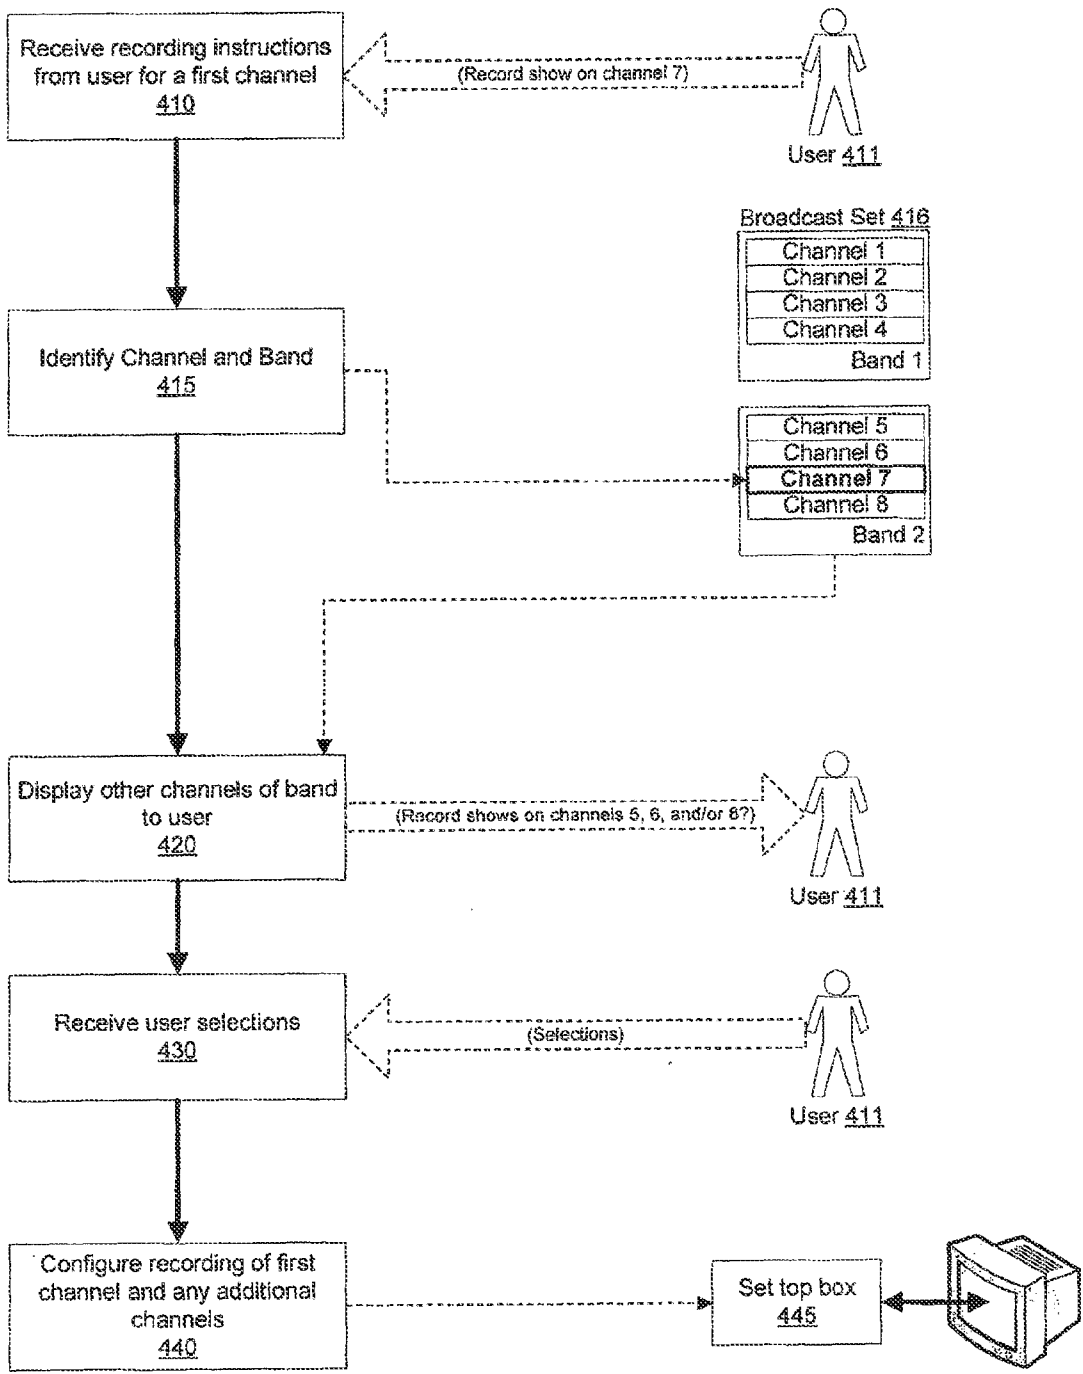 Receive recording instructions
from user for a first channel
410
(Record show on channel 7)
User 411
Broadcast Set 416
Channel 1
Channel 2
Channel 3
Channel 4
Band 1
Identify Channel and Band
415
Channel 5
Channel 6
Channel 7
Channel 8
Band 2
Display other channels of band
to user
420
(Record shows on channels 5, 6, and/or 8?)
User 411
Receive user selections
430
(Selections)
User 411
Configure recording of first
channel and any additional
channels
440
Set top box
445